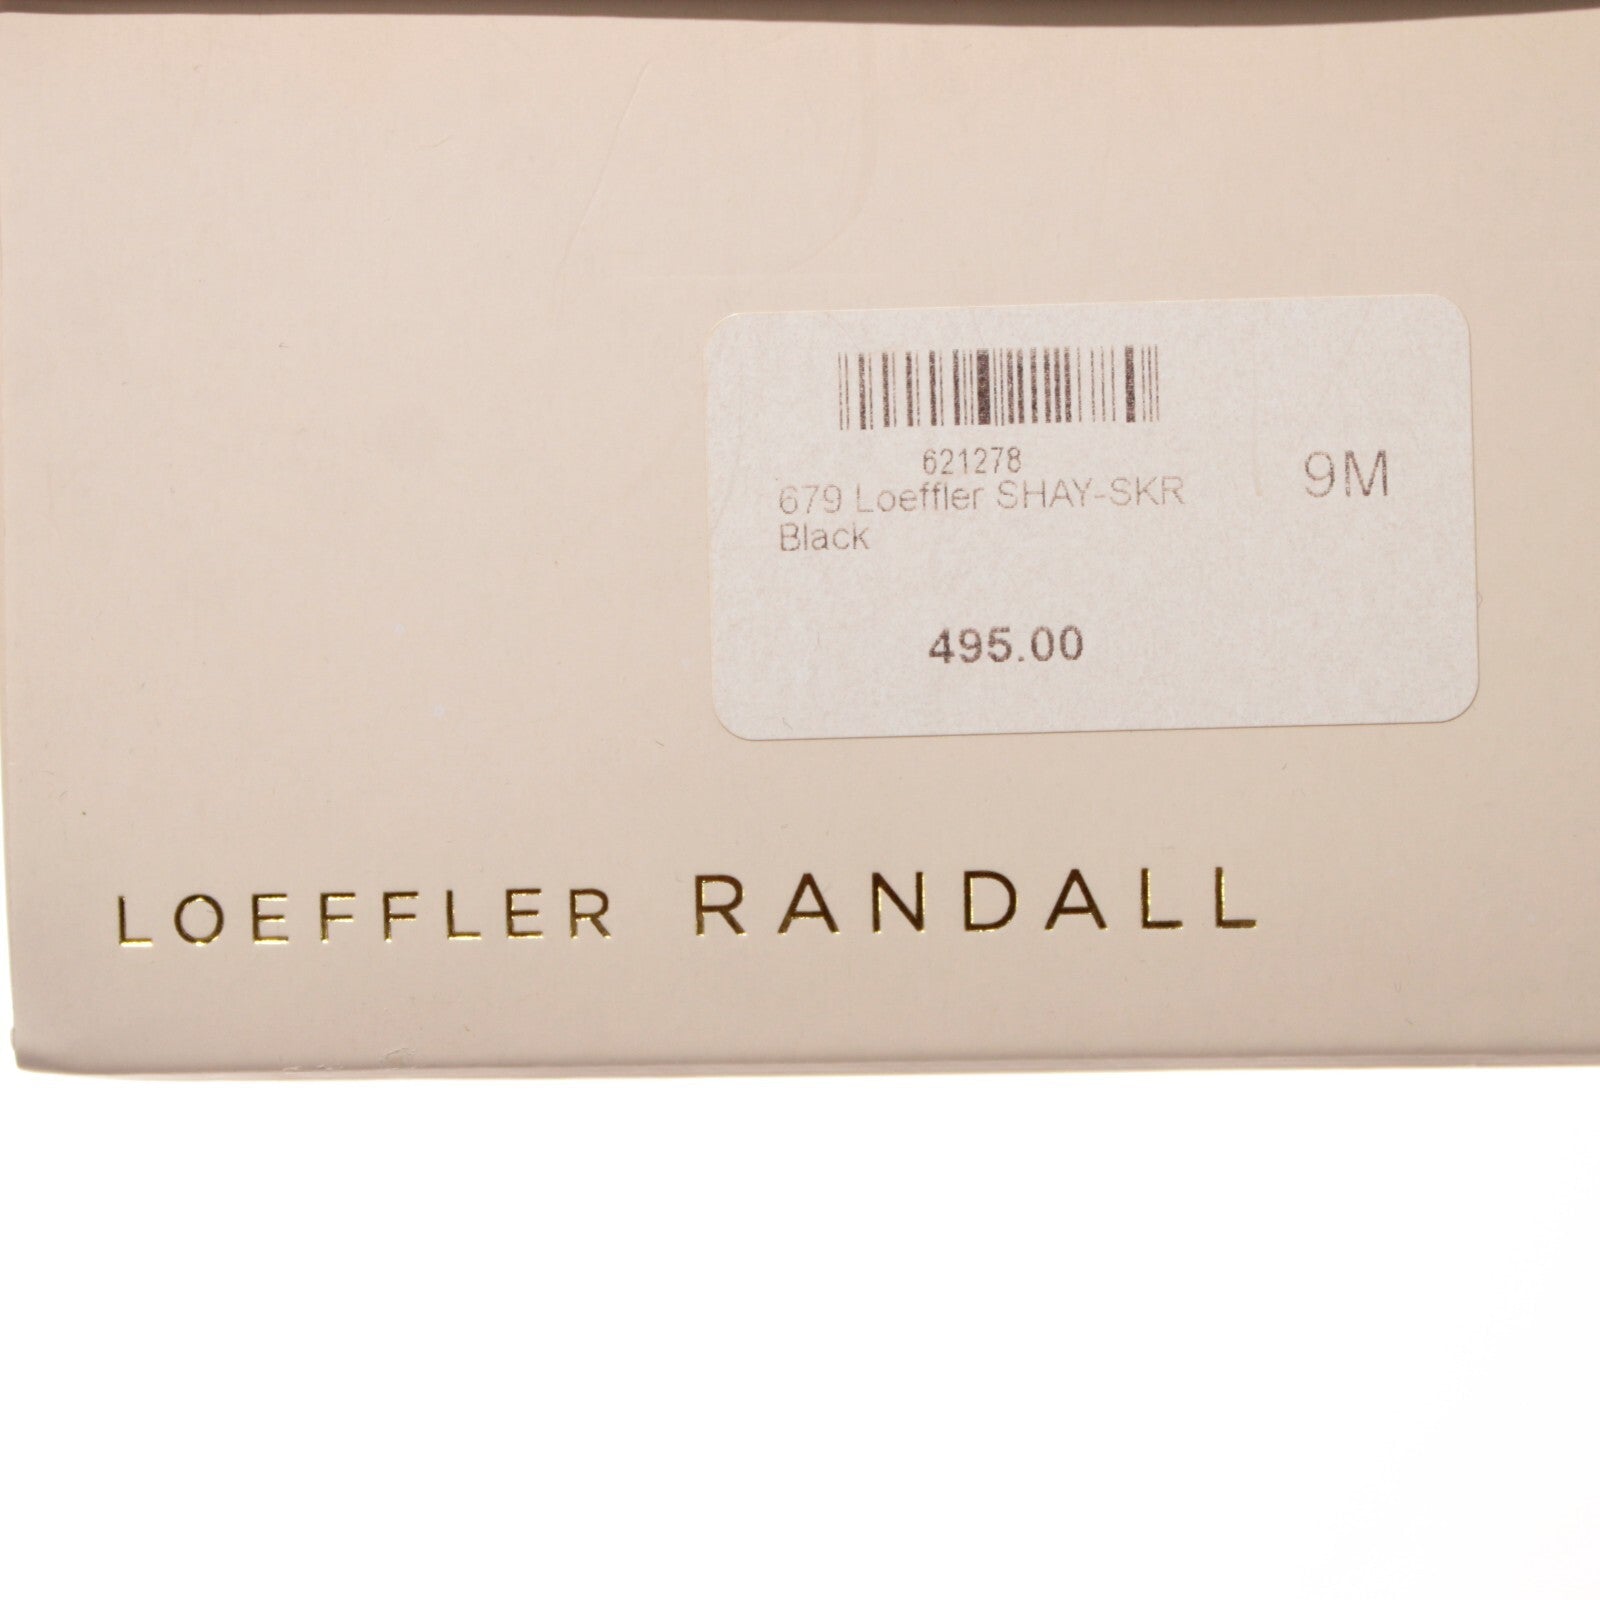 621278
679 Loeffler SHAY-SKR
Black
9M
495.00
LOEFFLER RANDALL